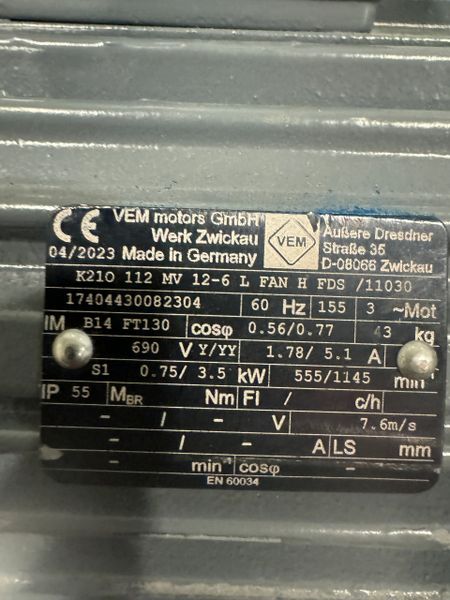 CE VEM motors GmbH
Werk Zwickau
04/2023 Made in Germany
VEM
Äußere Dresdner
Straße 35
D-08066 Zwickau
K21O 112 MV 12-6 L FAN H FDS /11030
17404430082304 60 Hz 155 3 ~Mot
IM B14 FT130 cosφ 0.56/0.77 43 kg
690 V Y/YY 1.78/ 5.1 A
S1 0.75/ 3.5 kW 555/1145 min⁻¹
IP 55 MBR Nm FI / c/h
- / - V 7.6m/s
- / - A LS mm
- min⁻¹ cosφ -
EN 60034